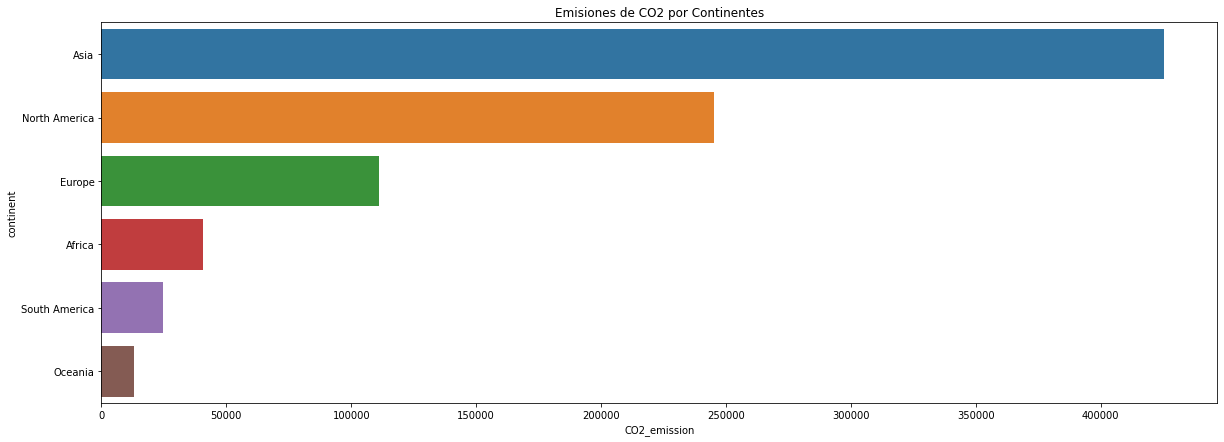 Emisiones de CO2 por Continentes
Asia
North America
Europe
Africa
South America
Oceania
continent
0 50000 100000 150000 200000 250000 300000 350000 400000
CO2_emission